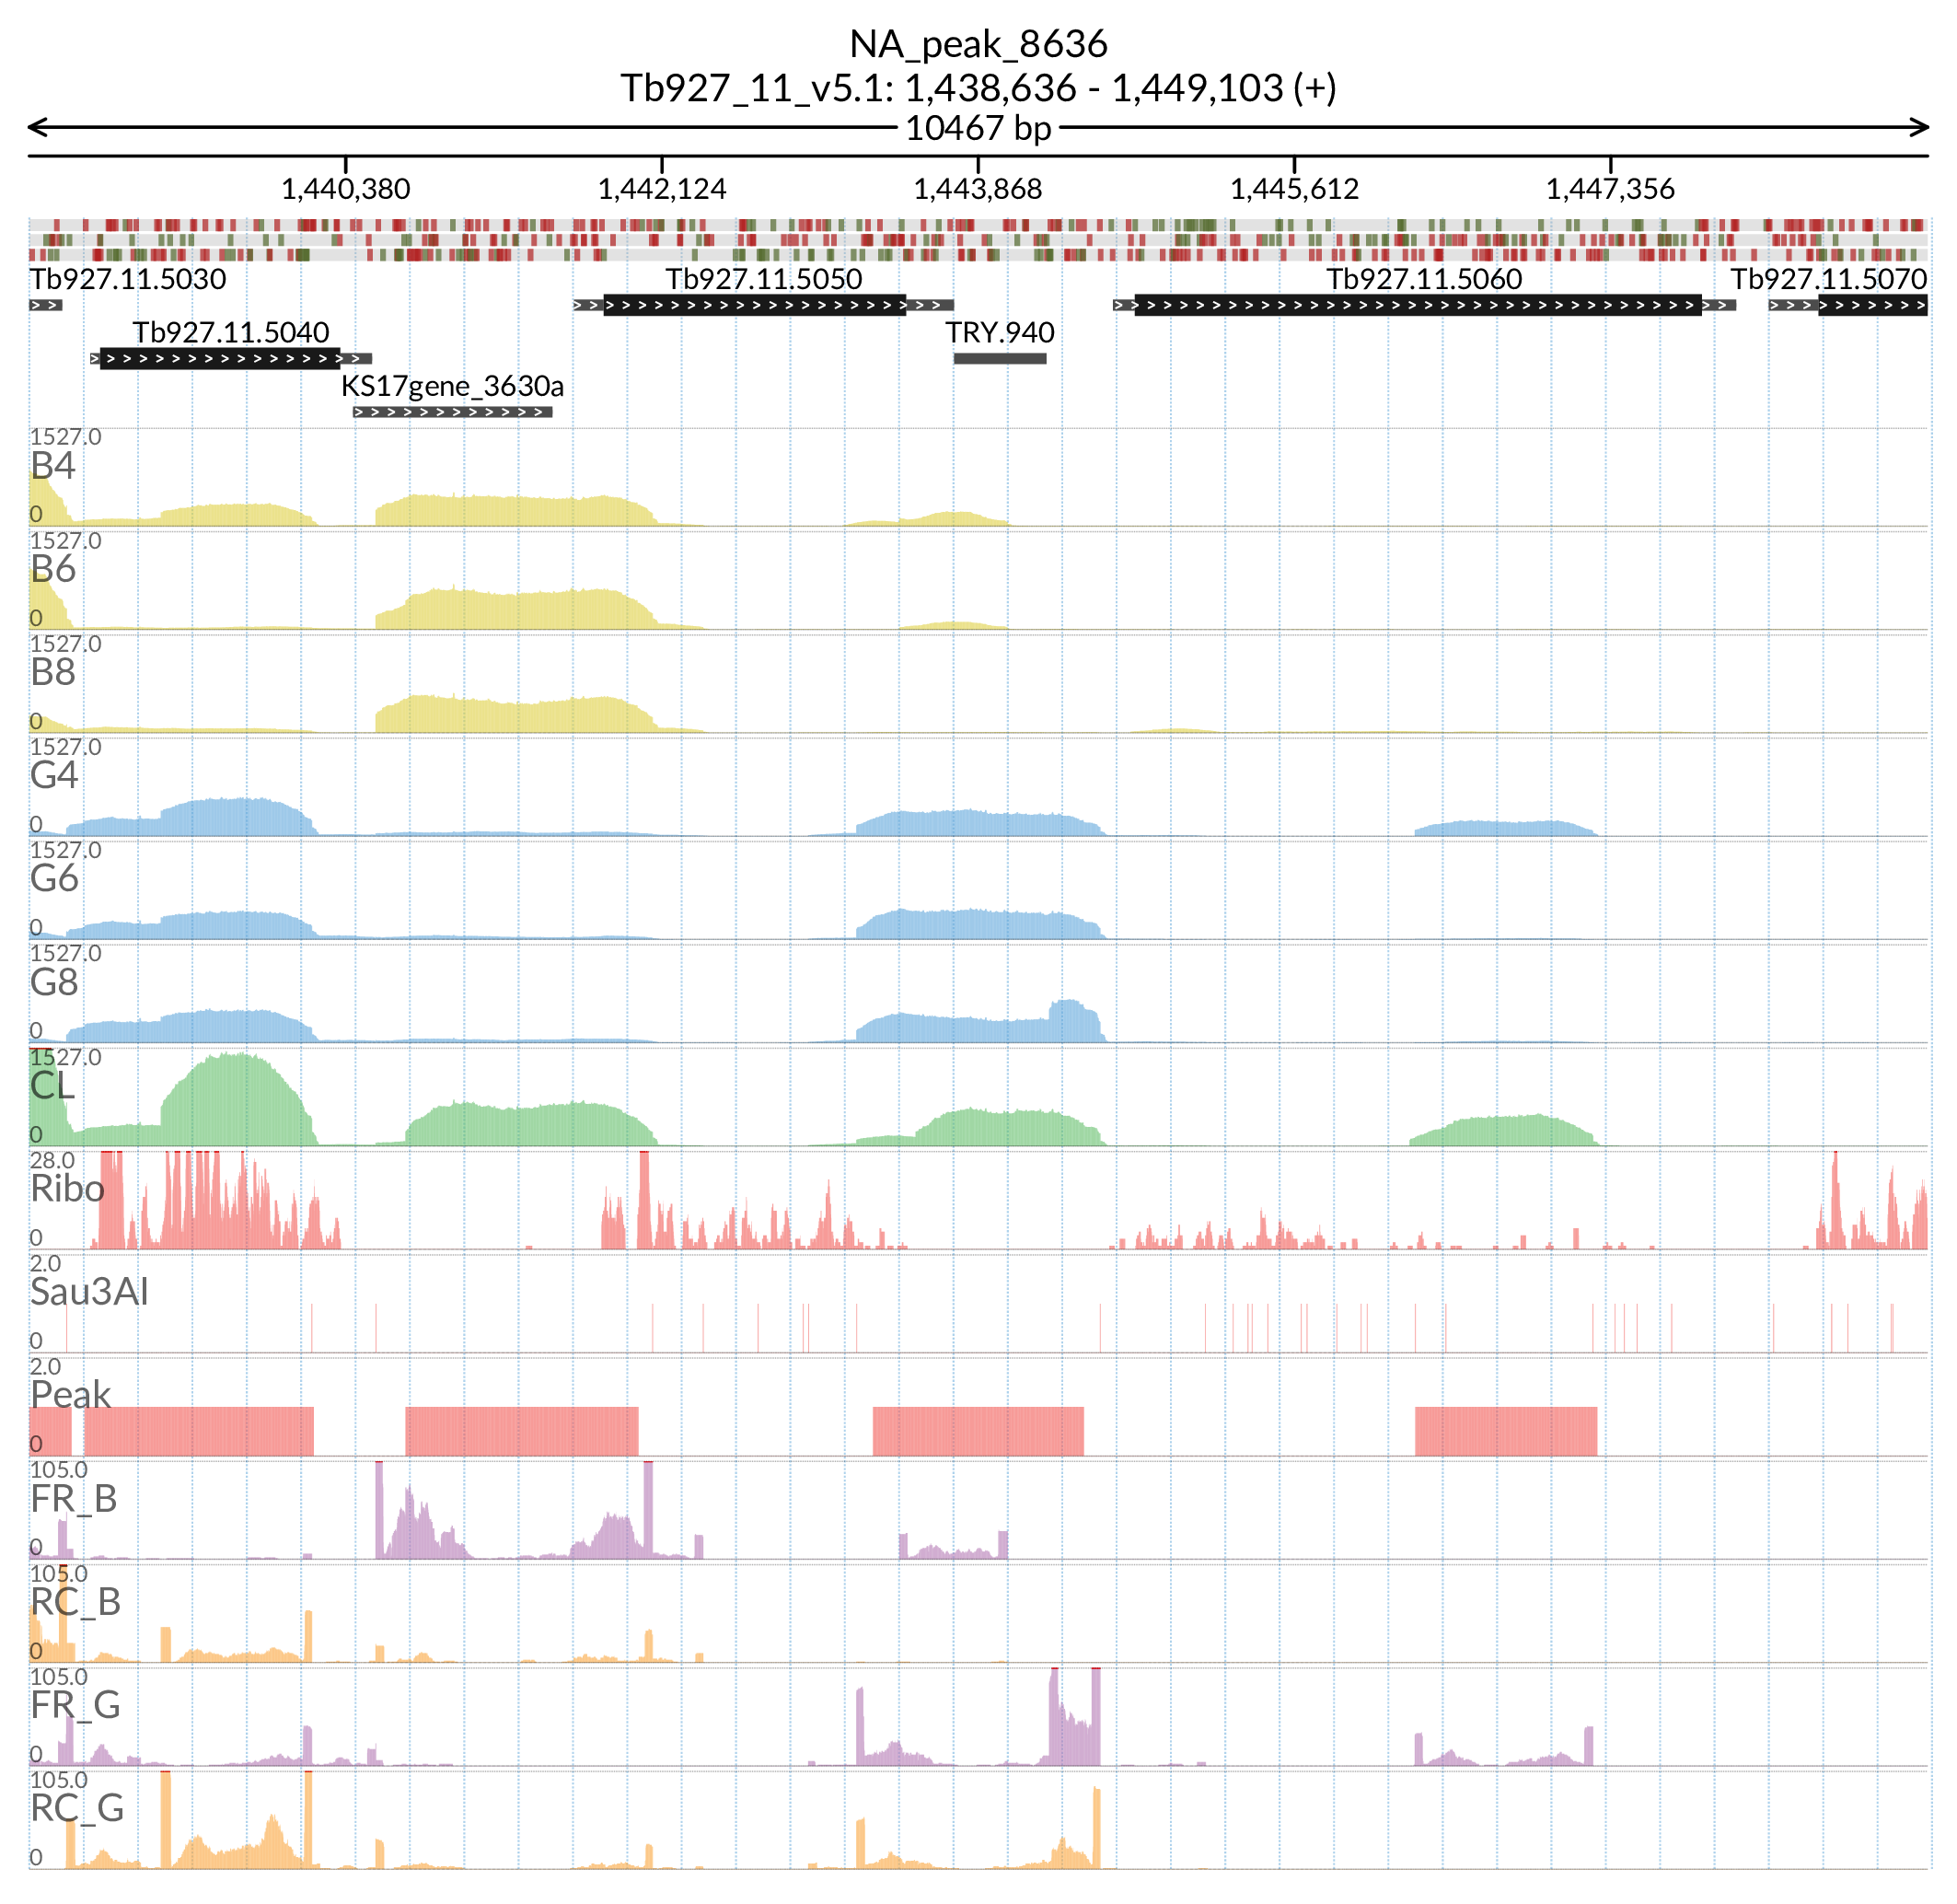 NA_peak_8636
Tb927_11_v5.1: 1,438,636 - 1,449,103 (+)
10467 bp
1,440,380 1,442,124 1,443,868 1,445,612 1,447,356
Tb927.11.5030 Tb927.11.5050 Tb927.11.5060 Tb927.11.5070
Tb927.11.5040 TRY.940
KS17gene_3630a
1527.0
B4
0
1527.0
B6
0
1527.0
B8
0
1527.0
G4
0
1527.0
G6
0
1527.0
G8
0
1527.0
CL
0
28.0
Ribo
0
2.0
Sau3AI
0
2.0
Peak
0
105.0
FR_B
0
105.0
RC_B
0
105.0
FR_G
0
105.0
RC_G
0